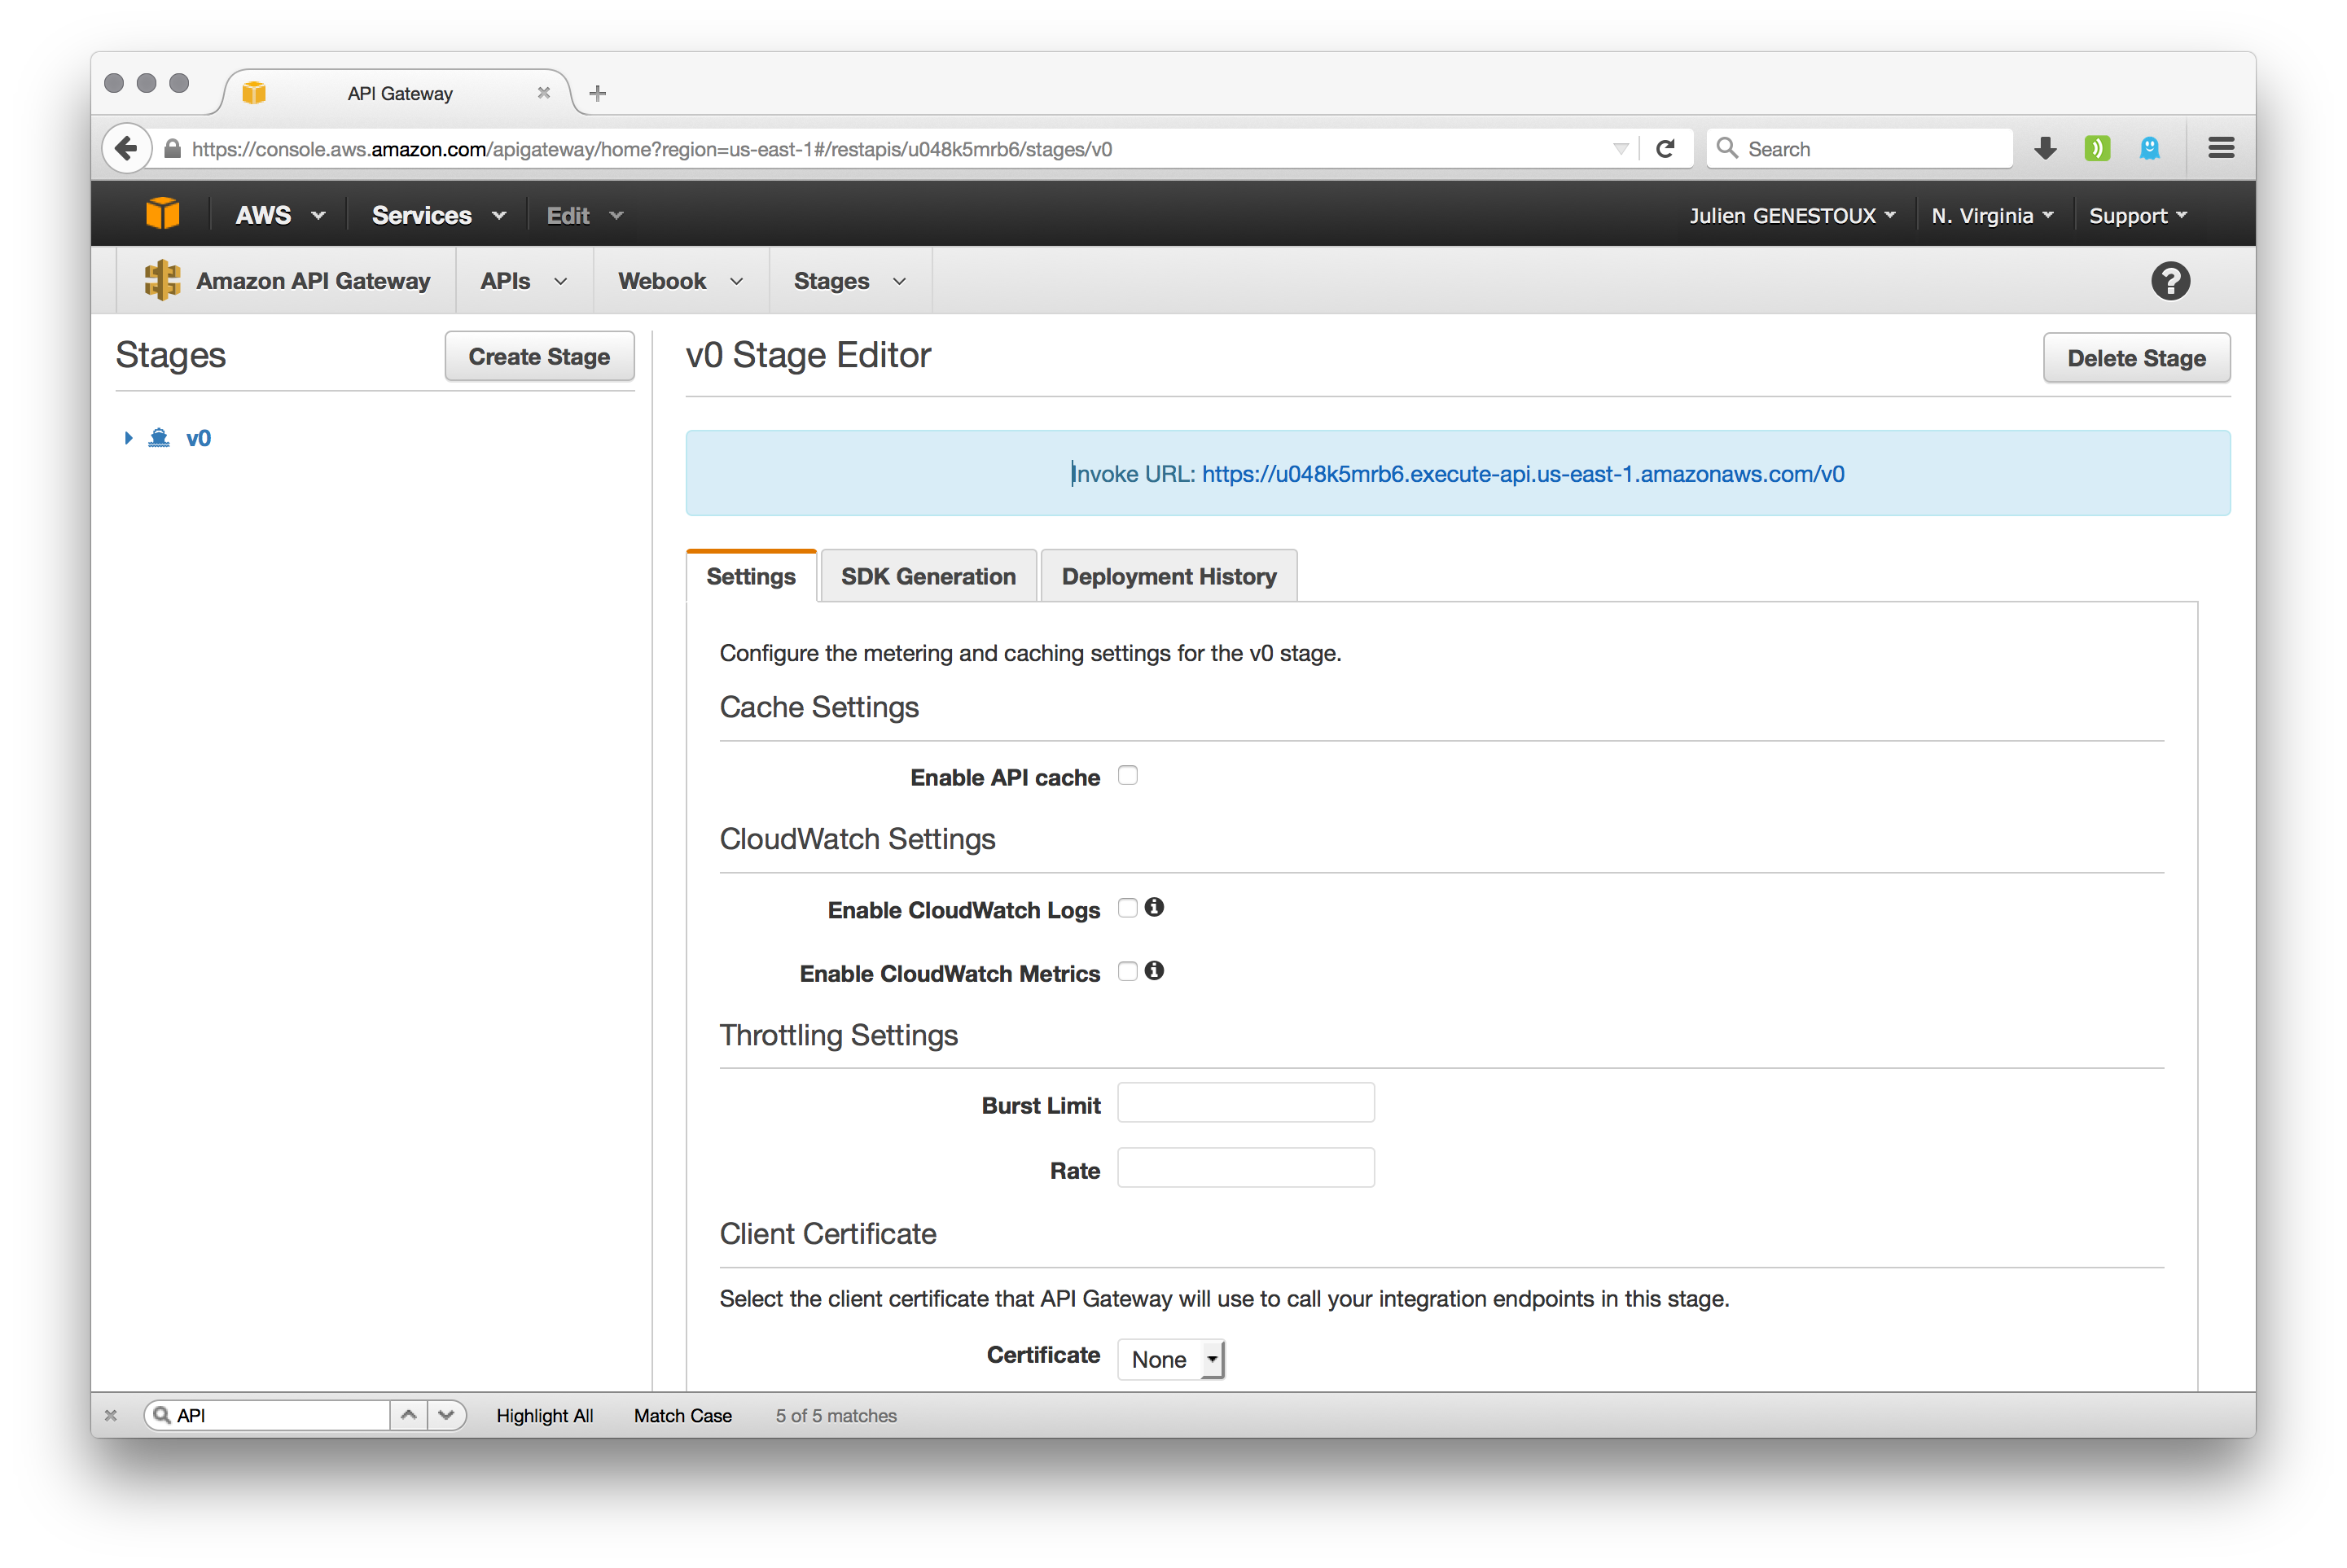 API Gateway
https://console.aws.amazon.com/apigateway/home?region=us-east-1#/restapis/u048k5mrb6/stages/v0
Search
AWS Services Edit Julien GENESTOUX N. Virginia Support
Amazon API Gateway APIs Webook Stages
Stages
Create Stage
v0
v0 Stage Editor
Delete Stage
Invoke URL: https://u048k5mrb6.execute-api.us-east-1.amazonaws.com/v0
Settings SDK Generation Deployment History
Configure the metering and caching settings for the v0 stage.
Cache Settings
Enable API cache
CloudWatch Settings
Enable CloudWatch Logs
Enable CloudWatch Metrics
Throttling Settings
Burst Limit
Rate
Client Certificate
Select the client certificate that API Gateway will use to call your integration endpoints in this stage.
Certificate None
API Highlight All Match Case 5 of 5 matches